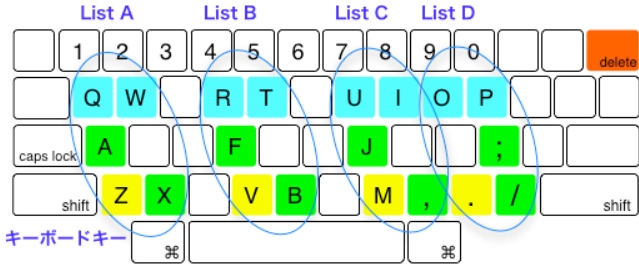 List A List B List C List D
1 2 3 4 5 6 7 8 9 0 delete
Q W R T U I O P
caps lock A F J ;
shift Z X V B M , . / shift
キーボードキー ⌘ ⌘